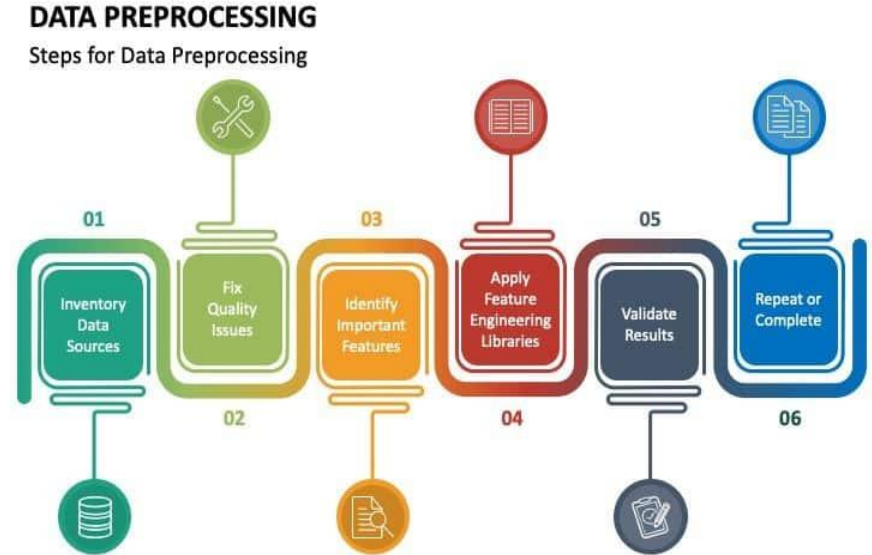 DATA PREPROCESSING
Steps for Data Preprocessing
01
Inventory
Data
Sources
Fix
Quality
Issues
02
03
Identify
Important
Features
Apply
Feature
Engineering
Libraries
04
05
Validate
Results
Repeat or
Complete
06